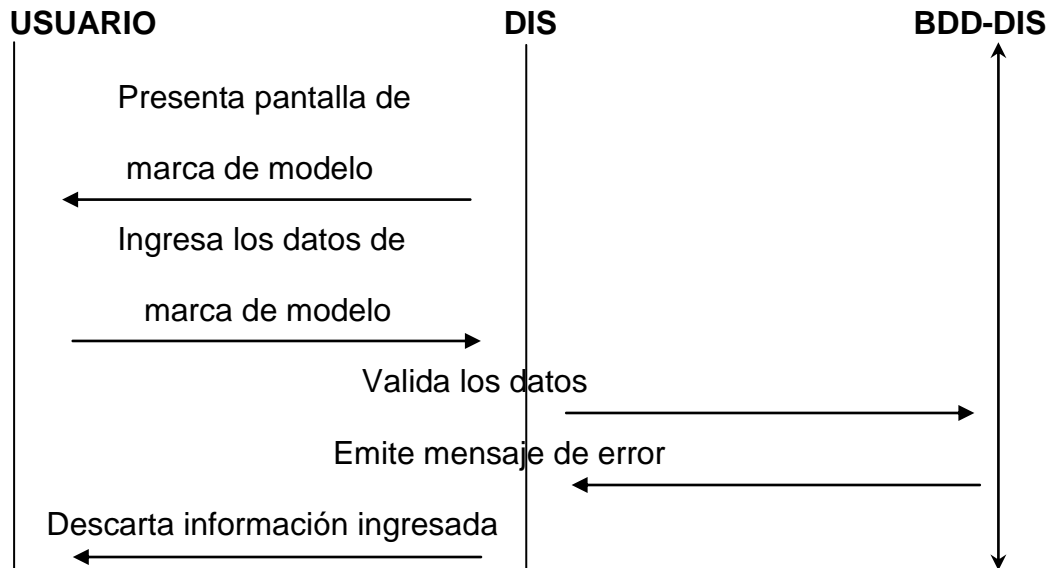 USUARIO DIS BDD-DIS
Presenta pantalla de
marca de modelo
Ingresa los datos de
marca de modelo
Valida los datos
Emite mensaje de error
Descarta información ingresada